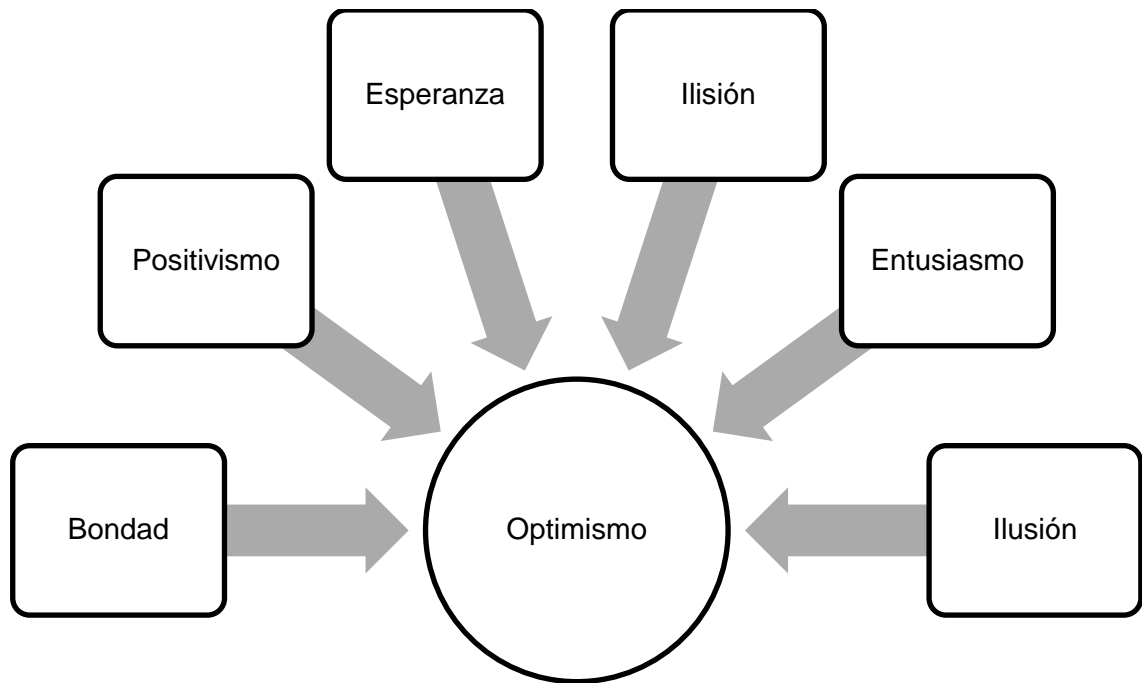 Esperanza
Ilisión
Positivismo
Entusiasmo
Bondad
Optimismo
Ilusión